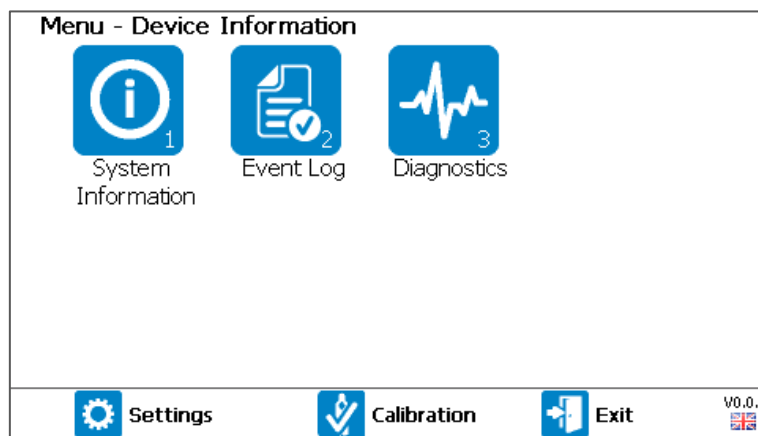 Menu - Device Information
1 2 3
System Information
Event Log
Diagnostics
Settings Calibration Exit V0.0.